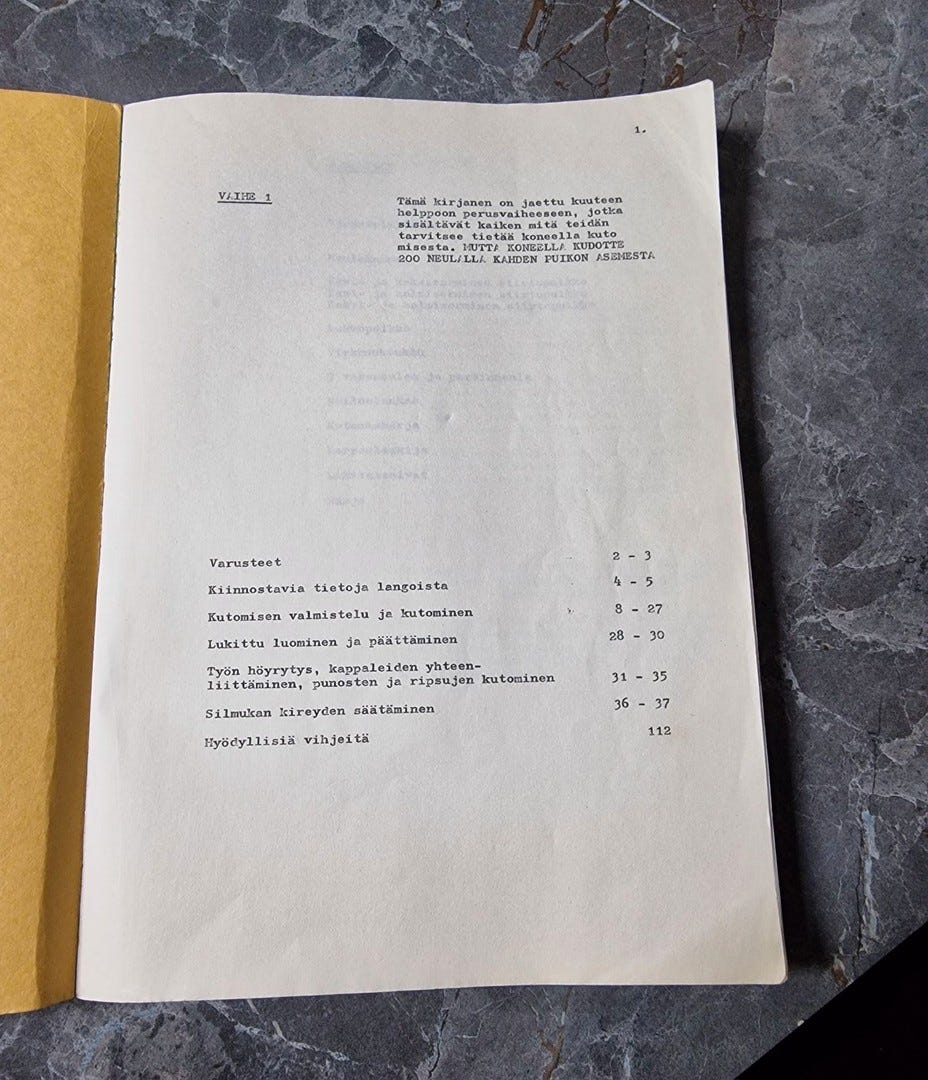 1.
VAIHE 1
Tämä kirjanen on jaettu kuuteen
helppoon perusvaiheeseen, jotka
sisältävät kaiken mitä teidän
tarvitsee tietää koneella kuto
misesta. MUTTA KONEELLA KUDOTTE
200 NEULALLA KAHDEN PUIKON ASEMESTA
Varusteet 2 - 3
Kiinnostavia tietoja langoista 4 - 5
Kutomisen valmistelu ja kutominen 8 - 27
Lukittu luominen ja päättäminen 28 - 30
Työn höyrytys, kappaleiden yhteen-
liittäminen, punosten ja ripsujen kutominen 31 - 35
Silmukan kireyden säätäminen 36 - 37
Hyödyllisiä vihjeitä 112